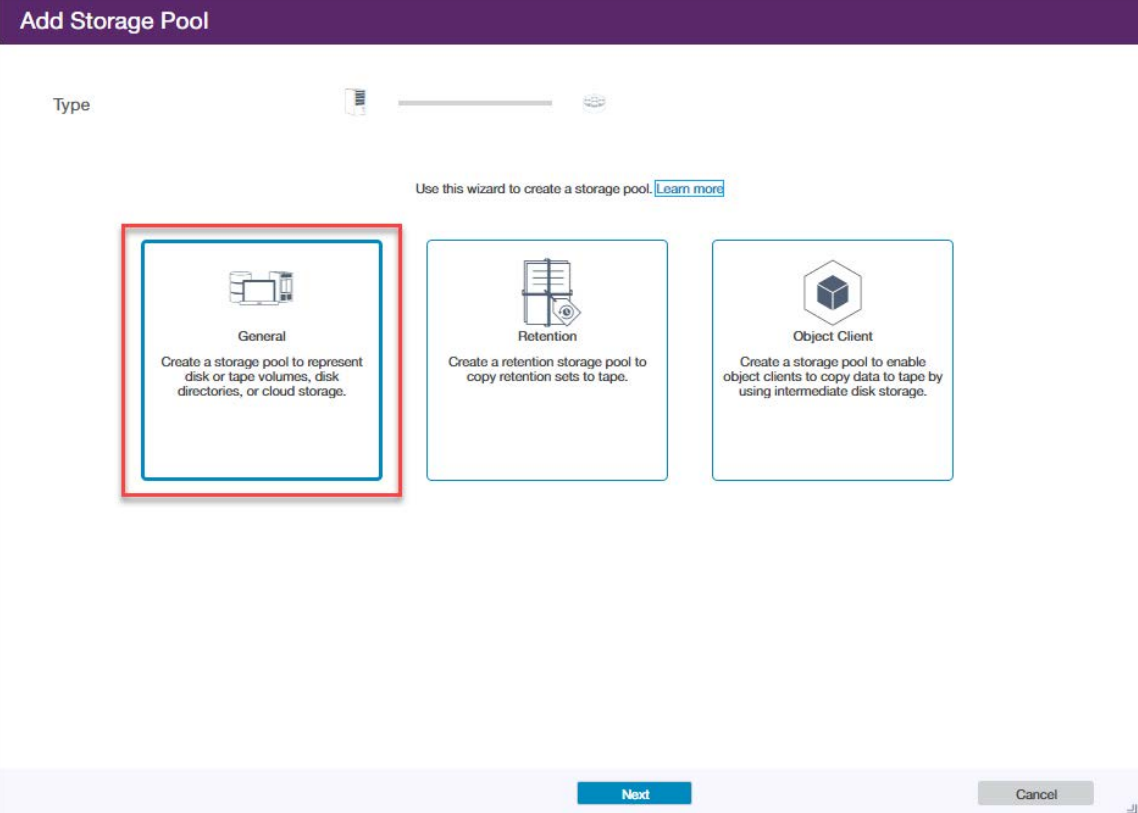 Add Storage Pool
Type
Use this wizard to create a storage pool. Learn more
General
Create a storage pool to represent
disk or tape volumes, disk
directories, or cloud storage.
Retention
Create a retention storage pool to
copy retention sets to tape.
Object Client
Create a storage pool to enable
object clients to copy data to tape by
using intermediate disk storage.
Next
Cancel